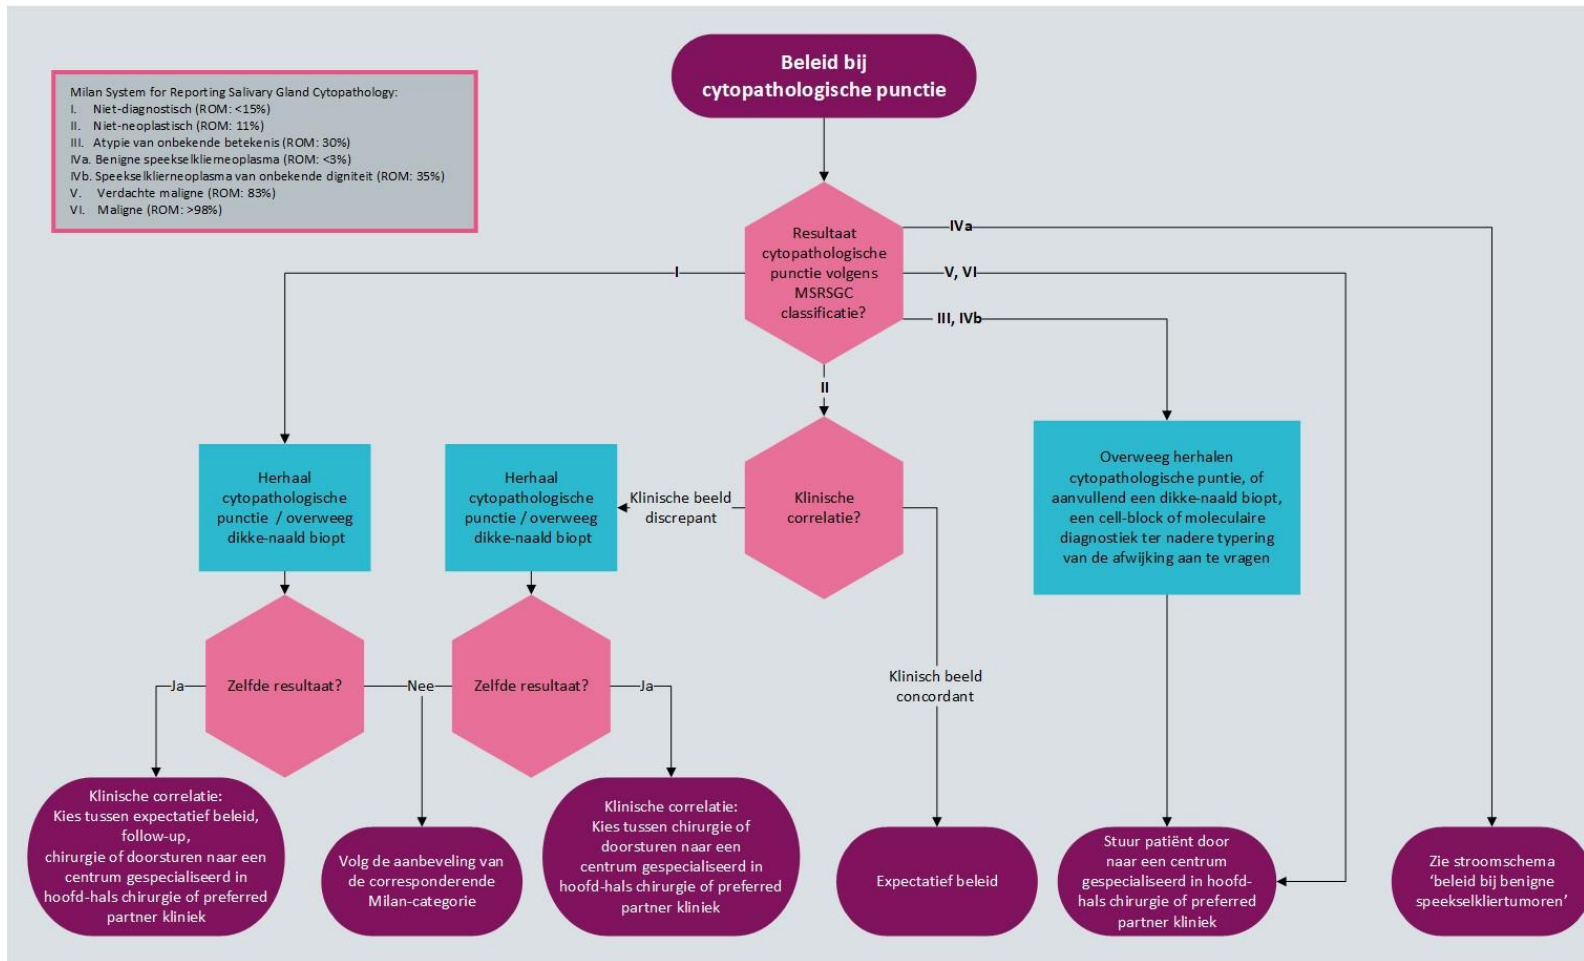 Beleid bij
cytopathologische punctie
Milan System for Reporting Salivary Gland Cytopathology:
I. Niet-diagnostisch (ROM: <15%)
II. Niet-neoplastisch (ROM: 11%)
III. Atypie van onbekende betekenis (ROM: 30%)
IVa. Benigne speekselklierneoplasma (ROM: <3%)
IVb. Speekselklierneoplasma van onbekende digniteit (ROM: 35%)
V. Verdachte maligne (ROM: 83%)
VI. Maligne (ROM: >98%)
Resultaat
cytopathologische
punctie volgens
MSRSGC
classificatie?
IVa
I
V, VI
III, IVb
II
Herhaal
cytopathologische
punctie / overweeg
dikke-naald biopt
Herhaal
cytopathologische
punctie / overweeg
dikke-naald biopt
Klinische beeld
discrepant
Klinische
correlatie?
Overweeg herhalen
cytopathologische puntie, of
aanvullend een dikke-naald biopt,
een cell-block of moleculaire
diagnostiek ter nadere typering
van de afwijking aan te vragen
Ja
Zelfde resultaat?
Nee
Zelfde resultaat?
Ja
Klinisch beeld
concordant
Klinische correlatie:
Kies tussen expectatief beleid,
follow-up,
chirurgie of doorsturen naar een
centrum gespecialiseerd in
hoofd-hals chirurgie of preferred
partner kliniek
Volg de aanbeveling van
de corresponderende
Milan-categorie
Klinische correlatie:
Kies tussen chirurgie of
doorsturen naar een
centrum gespecialiseerd in
hoofd-hals chirurgie of preferred
partner kliniek
Expectatief beleid
Stuur patiënt door
naar een centrum
gespecialiseerd in hoofd-
hals chirurgie of preferred
partner kliniek
Zie stroomschema
‘beleid bij benigne
speekselkliertumoren’